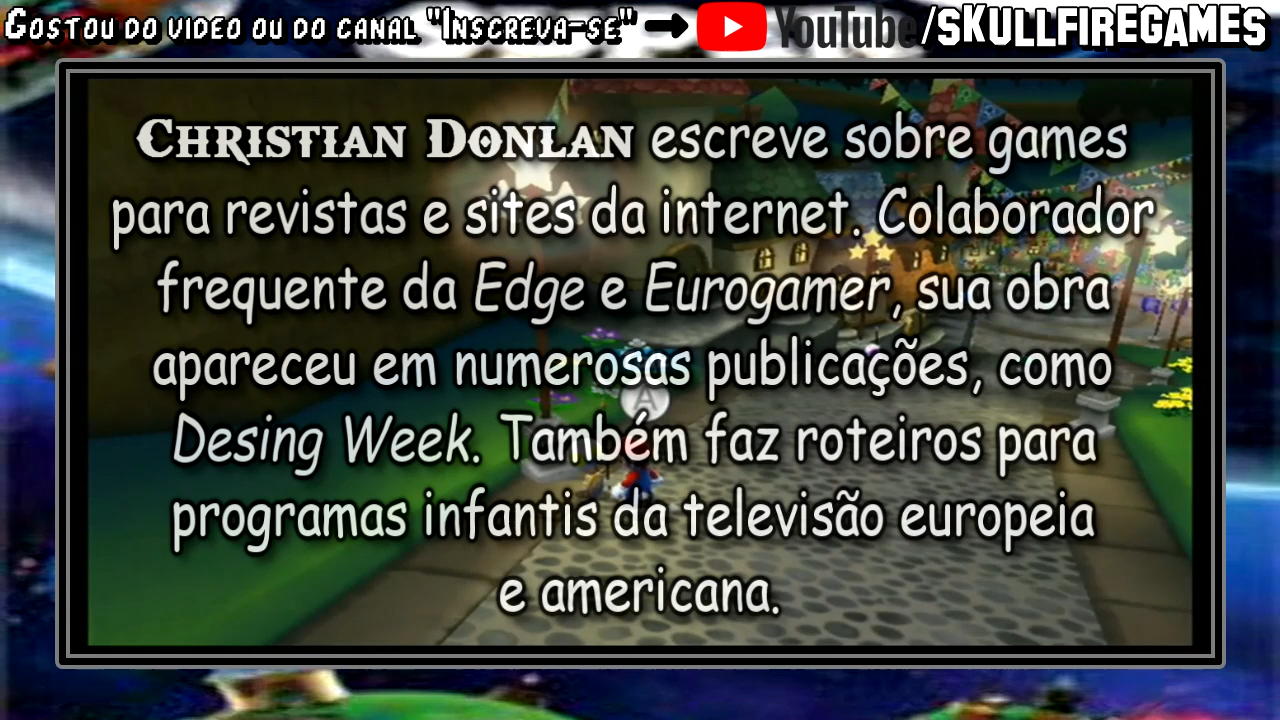 Gostou do video ou do canal "Inscreva-se" → YouTube/sKullfiregames
Christian Donlan escreve sobre games
para revistas e sites da internet. Colaborador
frequente da Edge e Eurogamer, sua obra
apareceu em numerosas publicações, como
Desing Week. Também faz roteiros para
programas infantis da televisão europeia
e americana.
A